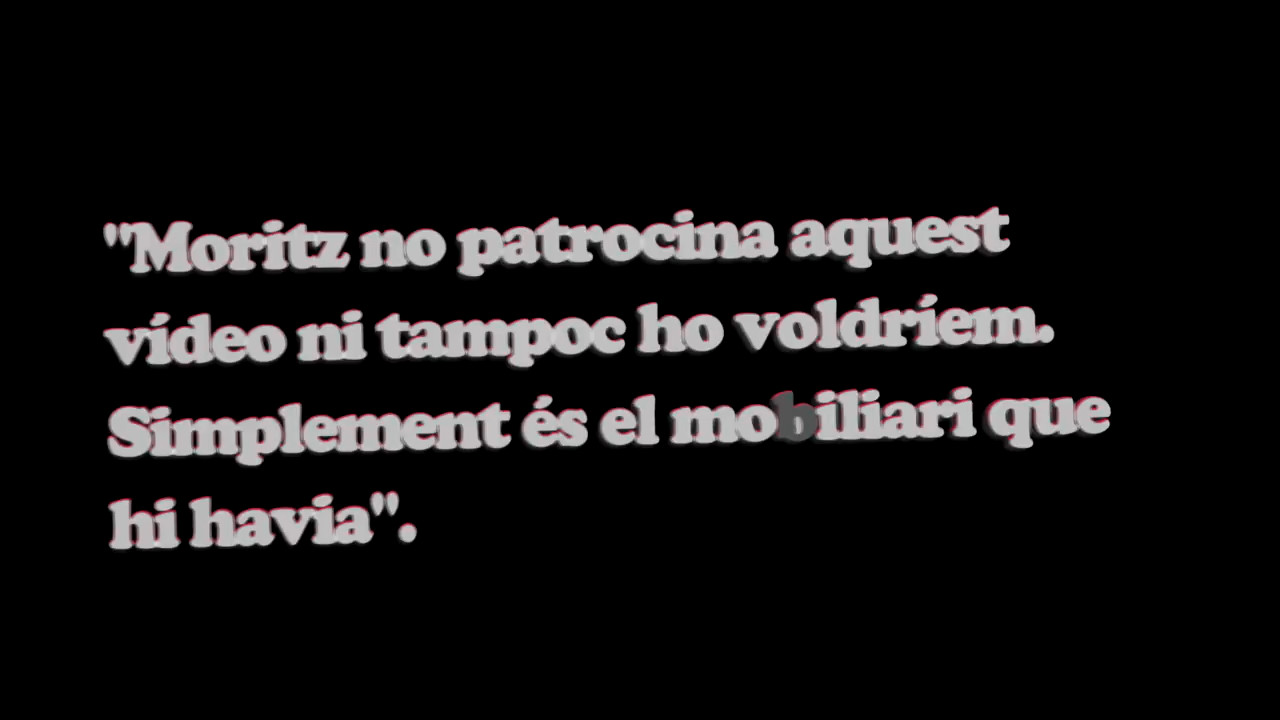 "Moritz no patrocina aquest
vídeo ni tampoc ho voldríem.
Simplement és el mobiliari que
hi havia".